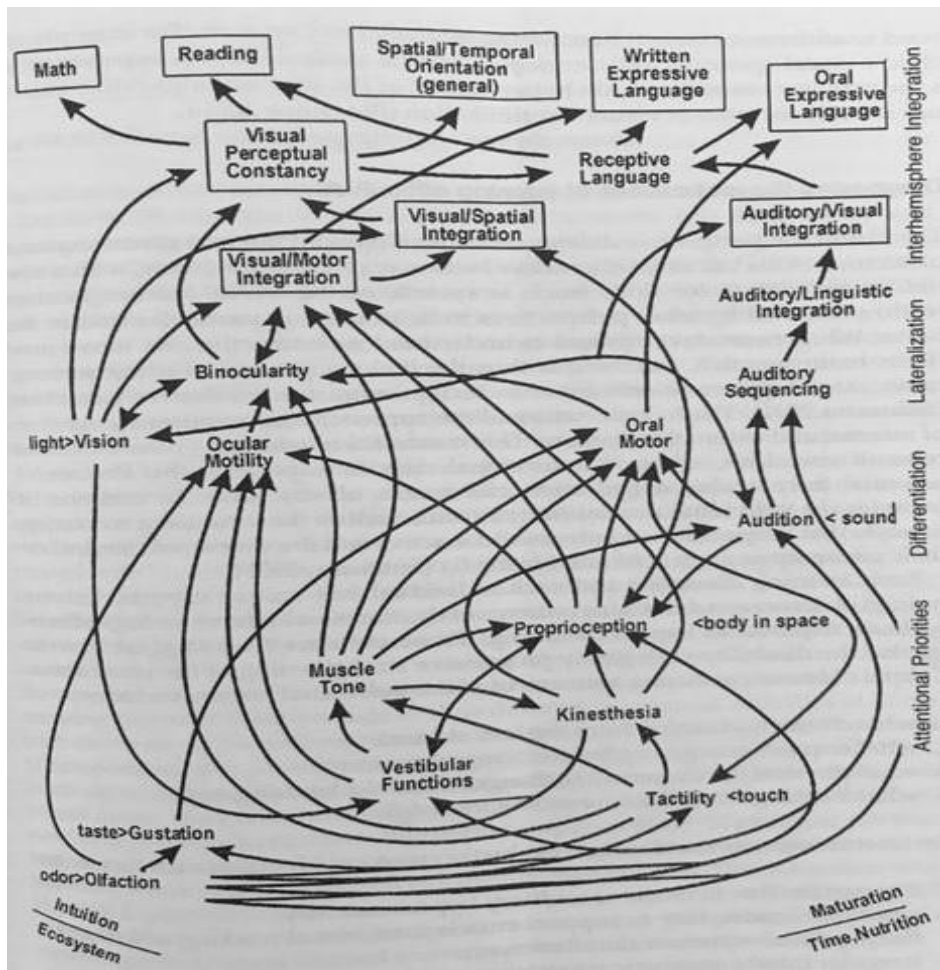 Math
Reading
Spatial/Temporal
Orientation
(general)
Written
Expressive
Language
Oral
Expressive
Language
Visual
Perceptual
Constancy
Receptive
Language
Visual/Spatial
Integration
Auditory/Visual
Integration
Visual/Motor
Integration
Auditory/Linguistic
Integration
Binocularity
Auditory
Sequencing
light>Vision
Ocular
Motility
Oral
Motor
Audition < sound
Proprioception
<body in space
Muscle
Tone
Kinesthesia
Vestibular
Functions
Tactility <touch
taste>Gustation
odor>Olfaction
Intuition
Ecosystem
Maturation
Time,Nutrition
Attentional Priorities
Differentiation
Lateralization
Interhemisphere Integration